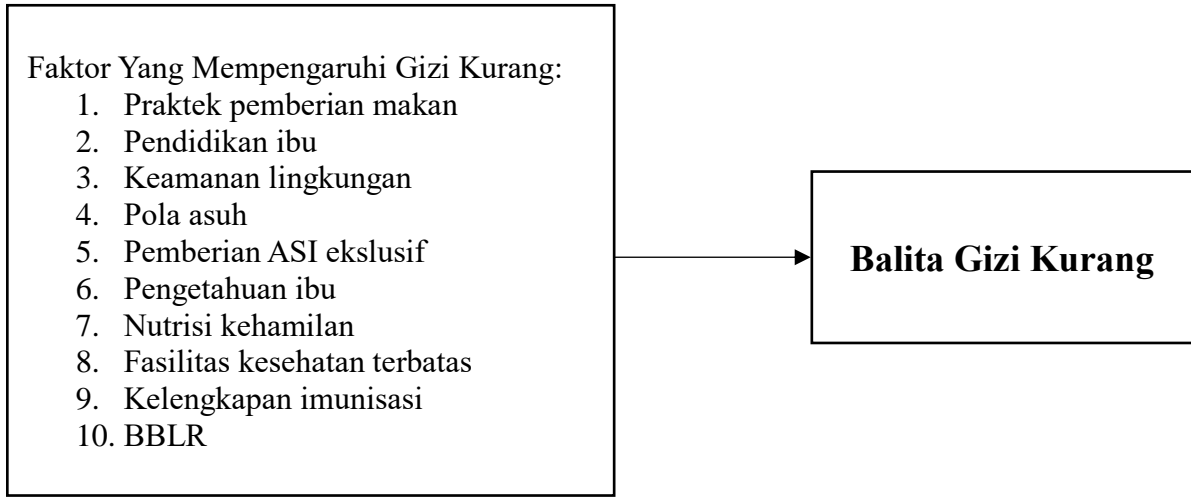 Faktor Yang Mempengaruhi Gizi Kurang:
1. Praktek pemberian makan
2. Pendidikan ibu
3. Keamanan lingkungan
4. Pola asuh
5. Pemberian ASI ekslusif
6. Pengetahuan ibu
7. Nutrisi kehamilan
8. Fasilitas kesehatan terbatas
9. Kelengkapan imunisasi
10. BBLR
Balita Gizi Kurang